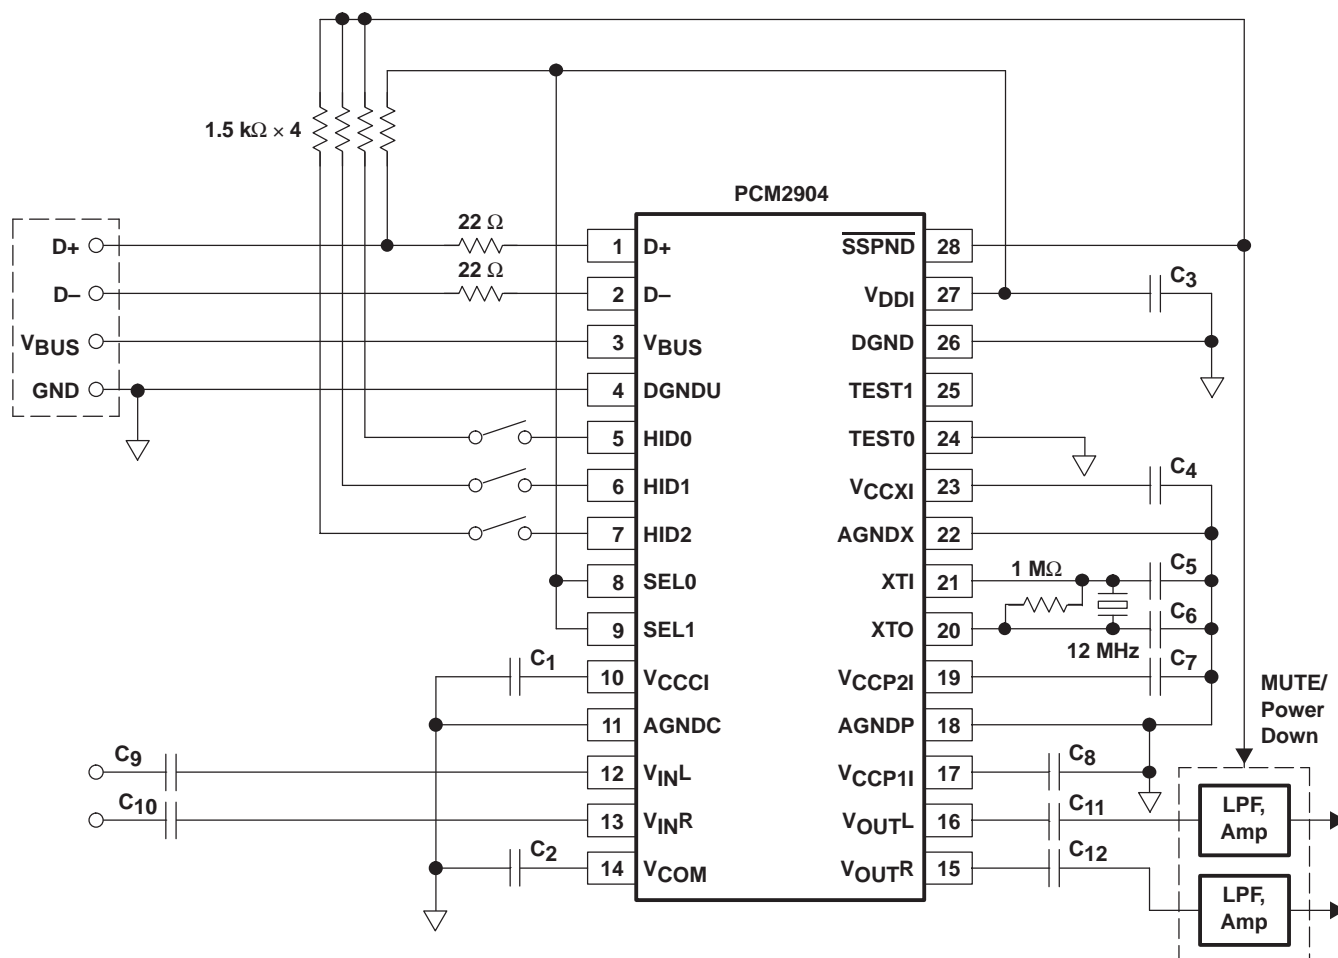 1.5 kΩ × 4
PCM2904
D+
D–
VBUS
GND
22 Ω
22 Ω
1 D+
2 D–
3 VBUS
4 DGNDU
5 HID0
6 HID1
7 HID2
8 SEL0
9 SEL1
10 VCCCI
11 AGNDC
12 VINL
13 VINR
14 VCOM
SSPND 28
VDDI 27
DGND 26
TEST1 25
TEST0 24
VCCXI 23
AGNDX 22
XTI 21
XTO 20
VCCP2I 19
AGNDP 18
VCCP1I 17
VOUTL 16
VOUTR 15
C1
C9
C10
C2
C3
C4
1 MΩ
C5
C6
12 MHz
C7
C8
C11
C12
MUTE/
Power
Down
LPF,
Amp
LPF,
Amp